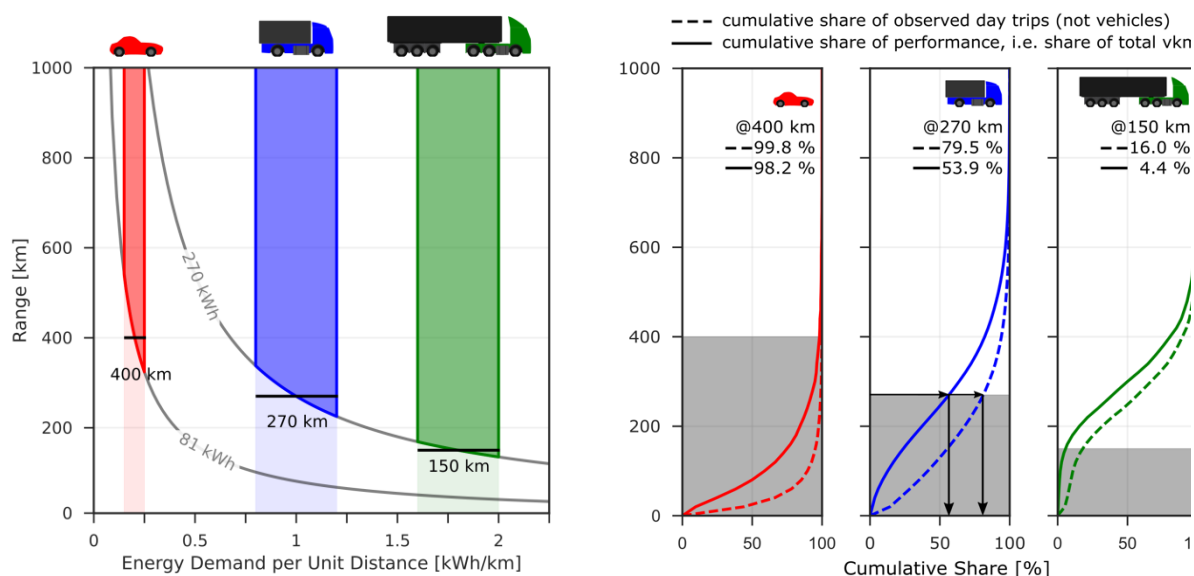 1000
800
600
400
200
0
Range [km]
270 kWh
81 kWh
400 km
270 km
150 km
0
0.5
1
1.5
2
Energy Demand per Unit Distance [kWh/km]
cumulative share of observed day trips (not vehicles)
cumulative share of performance, i.e. share of total vkm
1000
800
600
400
200
0
@400 km
99.8 %
98.2 %
0 50 100
@270 km
79.5 %
53.9 %
0 50 100
@150 km
16.0 %
4.4 %
0 50 100
Cumulative Share [%]